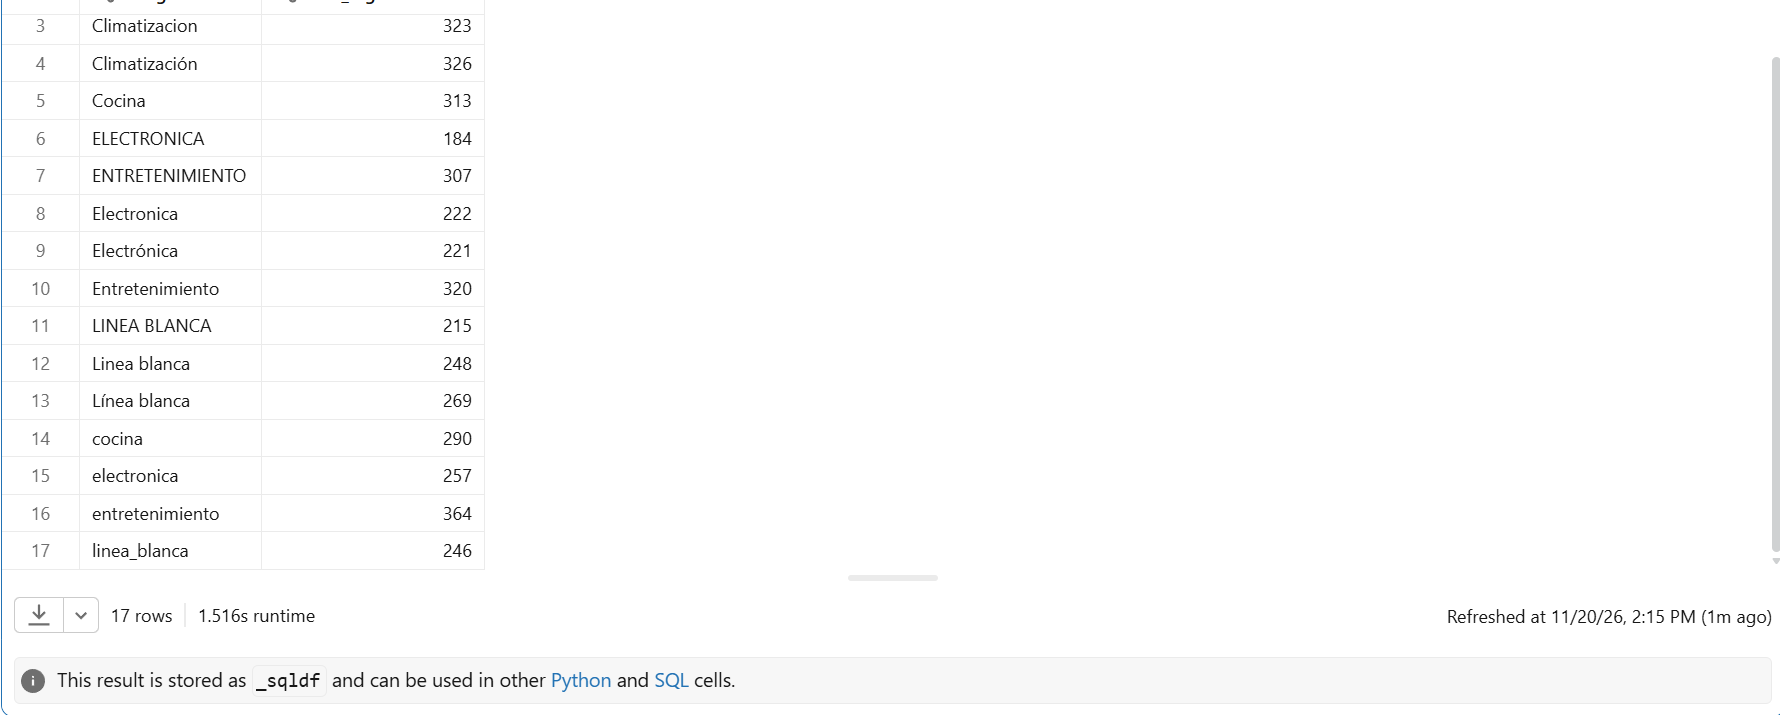 3 Climatizacion 323
4 Climatización 326
5 Cocina 313
6 ELECTRONICA 184
7 ENTRETENIMIENTO 307
8 Electronica 222
9 Electrónica 221
10 Entretenimiento 320
11 LINEA BLANCA 215
12 Linea blanca 248
13 Línea blanca 269
14 cocina 290
15 electronica 257
16 entretenimiento 364
17 linea_blanca 246
17 rows 1.516s runtime Refreshed at 11/20/26, 2:15 PM (1m ago)
This result is stored as _sqldf and can be used in other Python and SQL cells.